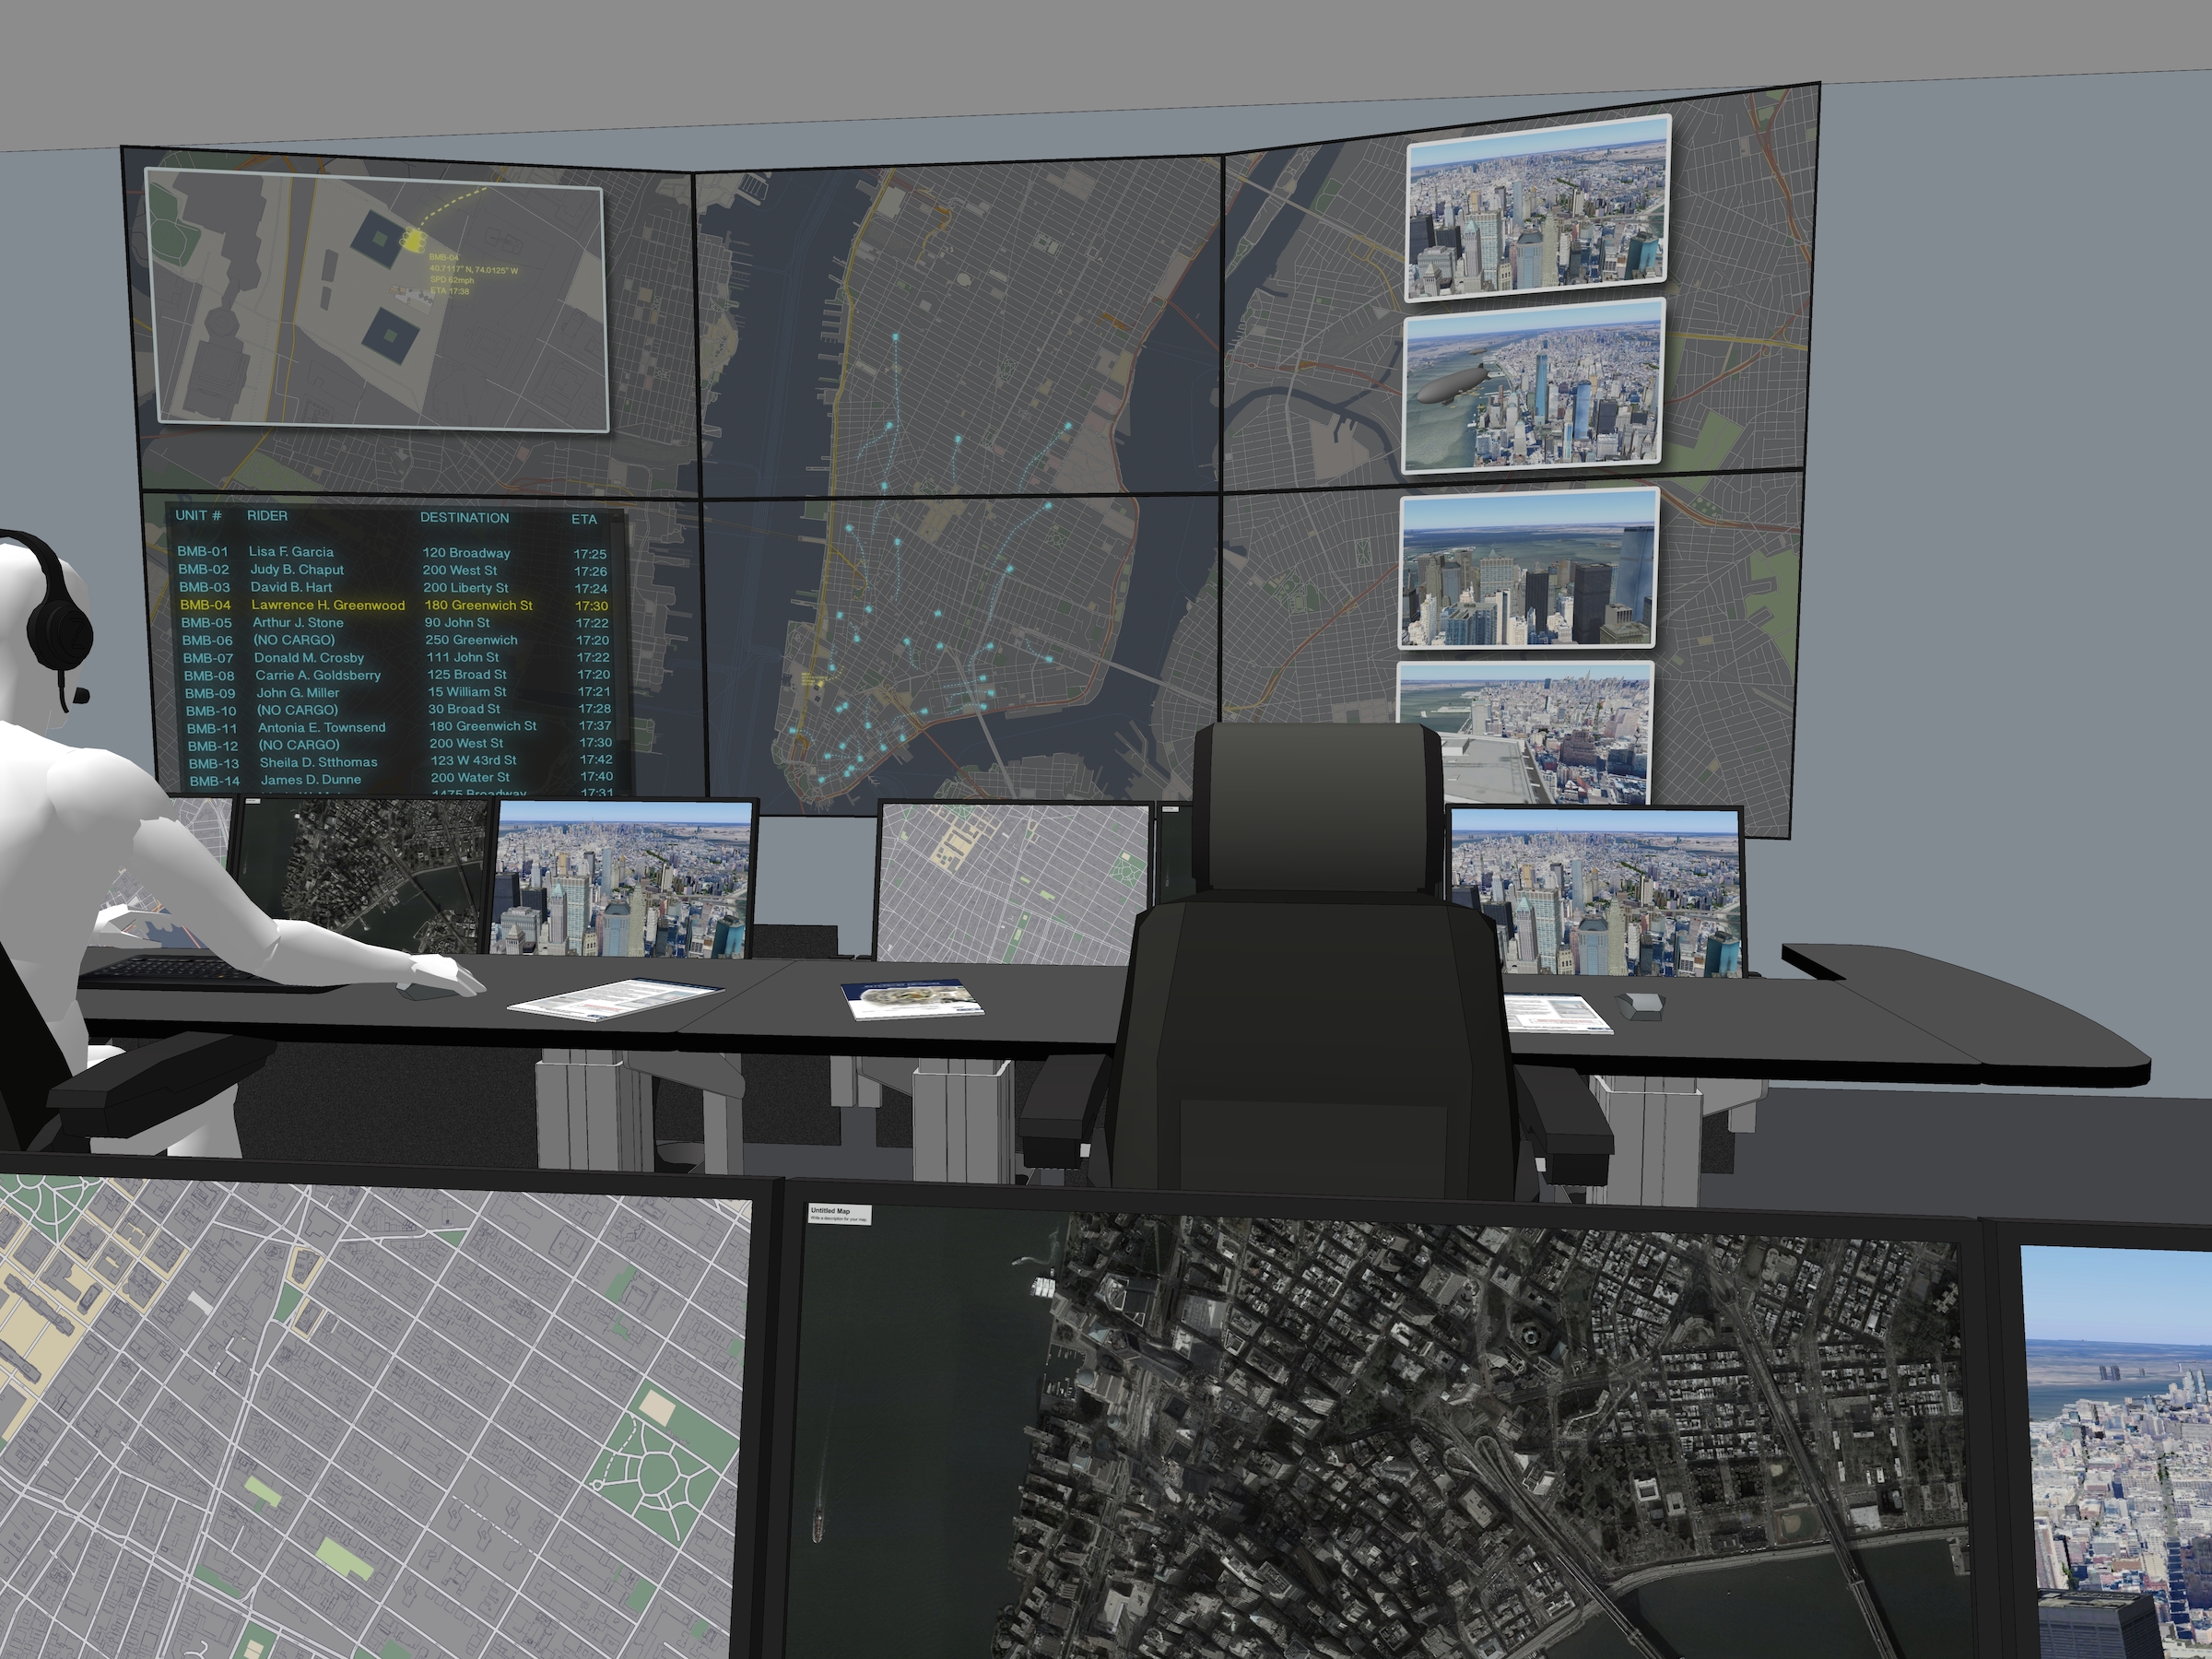 BMB-04
40.7117° N, 74.0125° W
SPD 62mph
ETA 17:38
UNIT # RIDER DESTINATION ETA
BMB-01 Lisa F. Garcia 120 Broadway 17:25
BMB-02 Judy B. Chaput 200 West St 17:26
BMB-03 David B. Hart 200 Liberty St 17:24
BMB-04 Lawrence H. Greenwood 180 Greenwich St 17:30
BMB-05 Arthur J. Stone 90 John St 17:22
BMB-06 (NO CARGO) 250 Greenwich 17:20
BMB-07 Donald M. Crosby 111 John St 17:22
BMB-08 Carrie A. Goldsberry 125 Broad St 17:20
BMB-09 John G. Miller 15 William St 17:21
BMB-10 (NO CARGO) 30 Broad St 17:28
BMB-11 Antonia E. Townsend 180 Greenwich St 17:37
BMB-12 (NO CARGO) 200 West St 17:30
BMB-13 Sheila D. Stthomas 123 W 43rd St 17:42
BMB-14 James D. Dunne 200 Water St 17:40
1475 Broadway 17:31
Untitled Map
Write a description for your map.